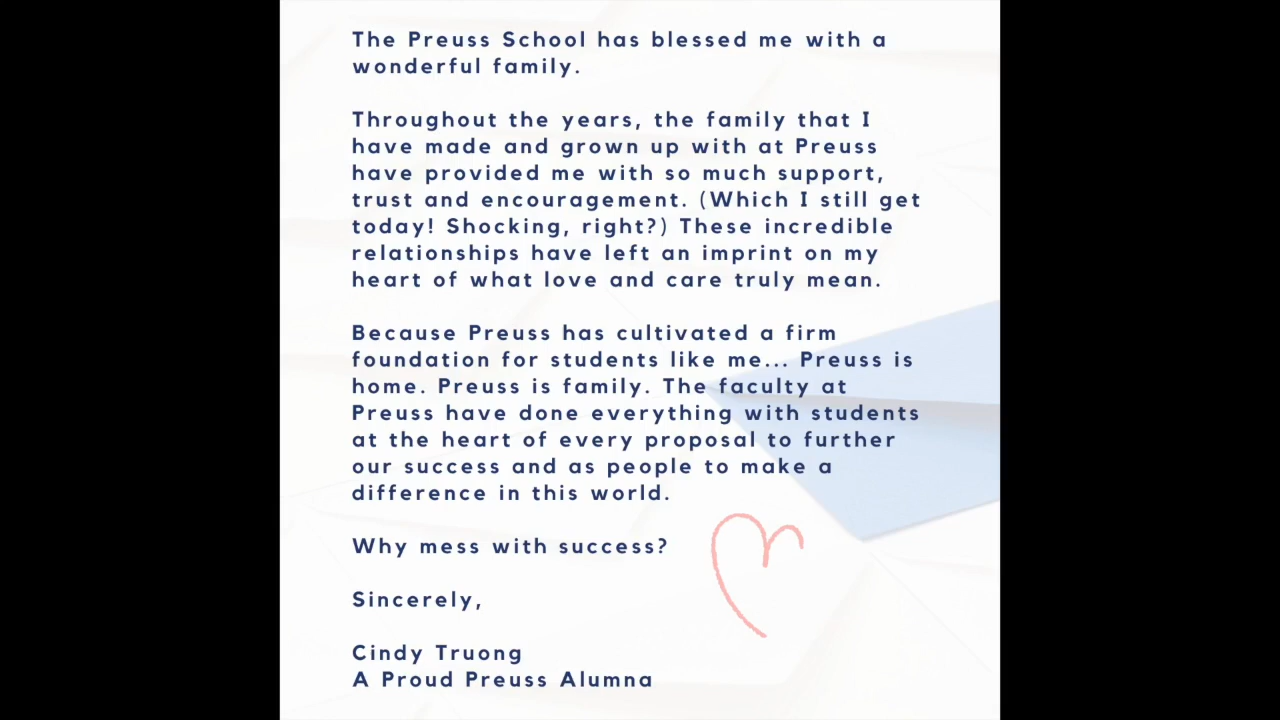 The Preuss School has blessed me with a
wonderful family.
Throughout the years, the family that I
have made and grown up with at Preuss
have provided me with so much support,
trust and encouragement. (Which I still get
today! Shocking, right?) These incredible
relationships have left an imprint on my
heart of what love and care truly mean.
Because Preuss has cultivated a firm
foundation for students like me... Preuss is
home. Preuss is family. The faculty at
Preuss have done everything with students
at the heart of every proposal to further
our success and as people to make a
difference in this world.
Why mess with success?
Sincerely,
Cindy Truong
A Proud Preuss Alumna